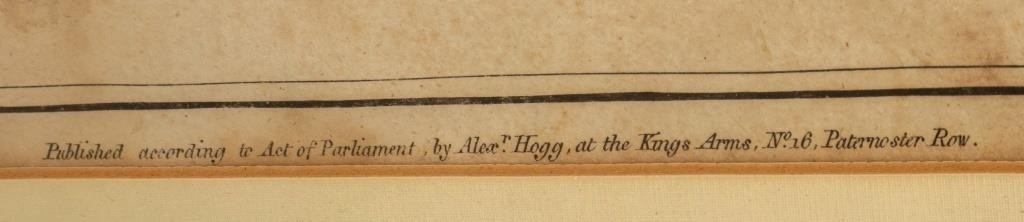 Published according to Act of Parliament, by Alexr. Hogg, at the Kings Arms, No. 16, Paternoster Row.